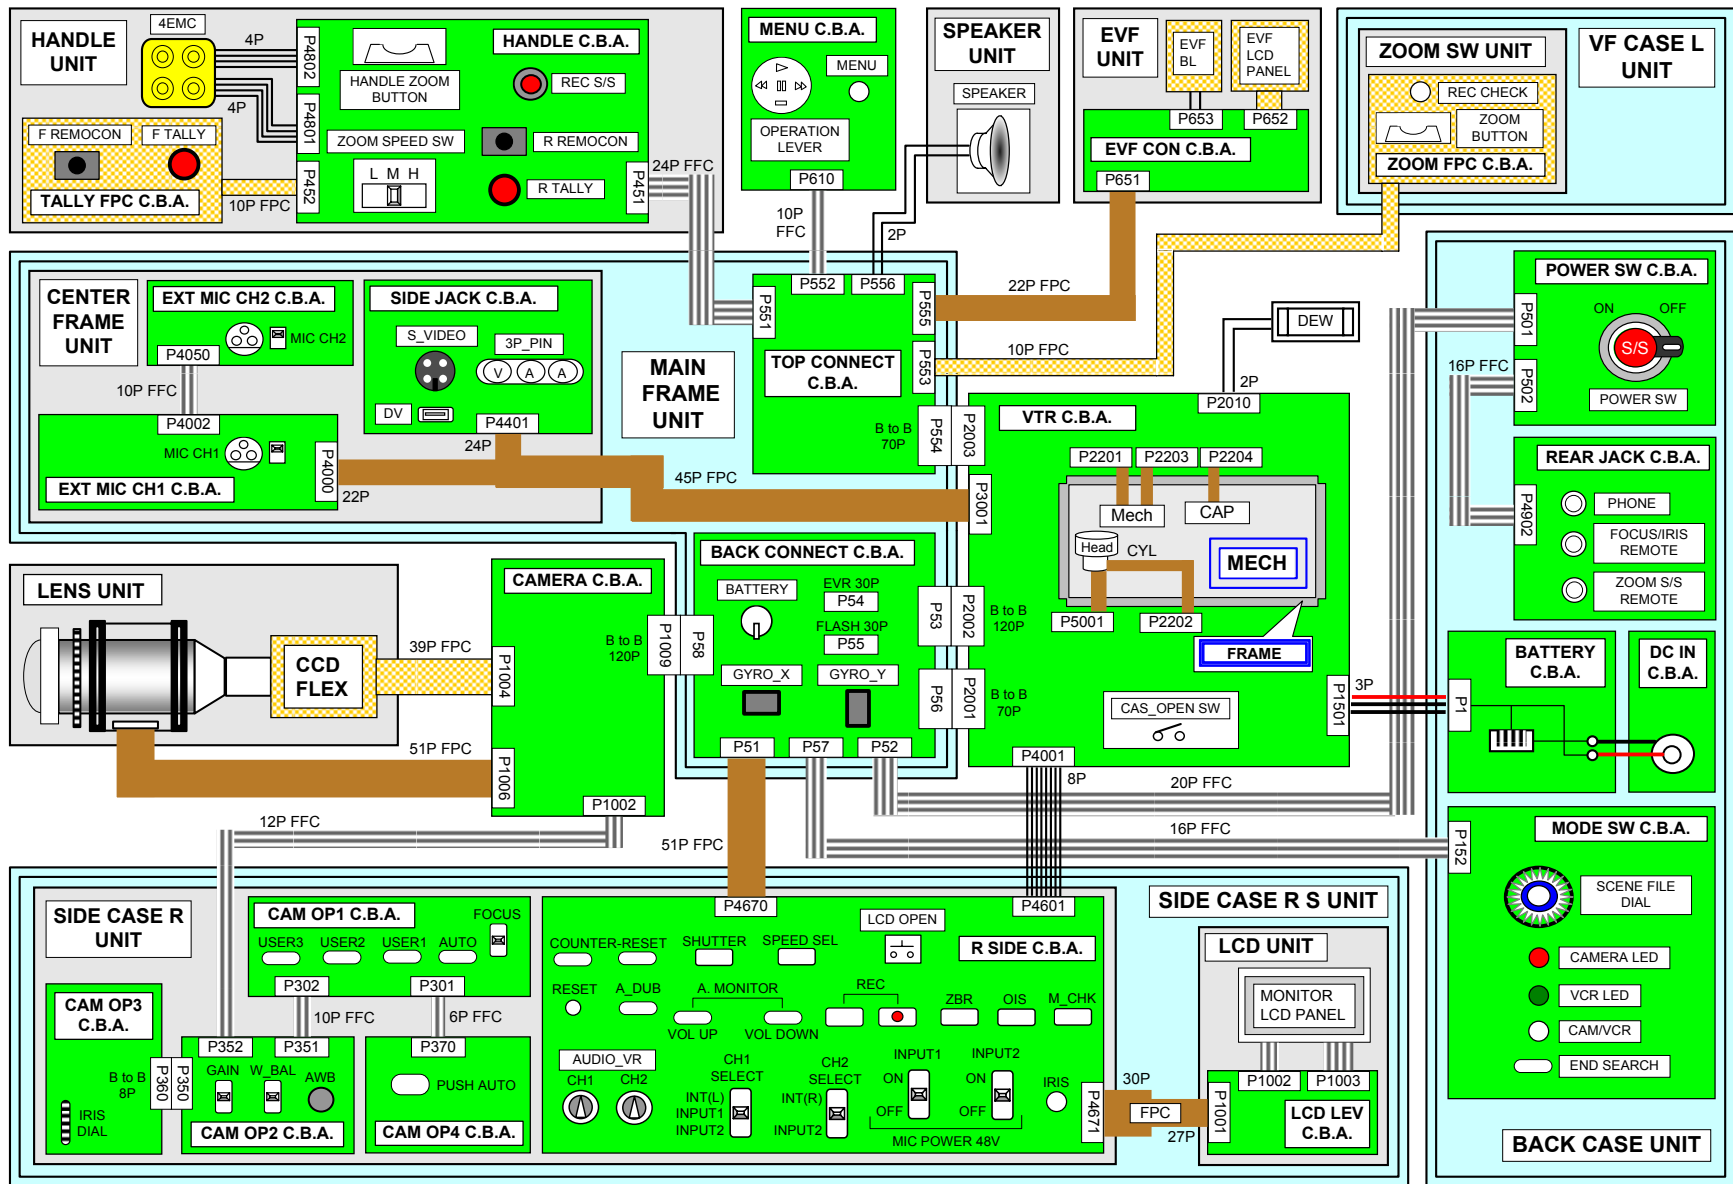 HANDLE
UNIT
4EMC
4P
4P
P4802
P4801
P452
HANDLE C.B.A.
HANDLE ZOOM
BUTTON
REC S/S
ZOOM SPEED SW
L M H
R REMOCON
R TALLY
P451
F REMOCON
F TALLY
TALLY FPC C.B.A.
10P FPC
24P FFC
MENU C.B.A.
MENU
OPERATION
LEVER
P610
10P
FFC
2P
SPEAKER
UNIT
SPEAKER
EVF
UNIT
EVF
BL
EVF
LCD
PANEL
P653
P652
EVF CON C.B.A.
P651
22P FPC
ZOOM SW UNIT
REC CHECK
ZOOM
BUTTON
ZOOM FPC C.B.A.
VF CASE L
UNIT
10P FPC
CENTER
FRAME
UNIT
EXT MIC CH2 C.B.A.
MIC CH2
P4050
10P FFC
P4002
MIC CH1
EXT MIC CH1 C.B.A.
P4000
22P
SIDE JACK C.B.A.
S_VIDEO
3P_PIN
V A A
DV
P4401
24P
45P FPC
MAIN
FRAME
UNIT
P551
P552
P556
P555
P553
TOP CONNECT
C.B.A.
P554
P2003
B to B
70P
P3001
DEW
2P
P2010
VTR C.B.A.
P2201
P2203
P2204
Mech
CAP
Head
CYL
MECH
P5001
P2202
FRAME
CAS_OPEN SW
P4001
8P
P1501
3P
BACK CONNECT C.B.A.
BATTERY
EVR 30P
P54
FLASH 30P
P55
GYRO_X
GYRO_Y
P53
P2002
B to B
120P
P56
P2001
B to B
70P
P51
P57
P52
P58
P1009
B to B
120P
20P FFC
16P FFC
51P FPC
LENS UNIT
CCD
FLEX
39P FPC
51P FPC
CAMERA C.B.A.
P1004
P1006
P1002
12P FFC
POWER SW C.B.A.
ON
OFF
S/S
POWER SW
P501
P502
16P FFC
REAR JACK C.B.A.
PHONE
FOCUS/IRIS
REMOTE
ZOOM S/S
REMOTE
P4902
BATTERY
C.B.A.
P1
DC IN
C.B.A.
MODE SW C.B.A.
P152
SCENE FILE
DIAL
CAMERA LED
VCR LED
CAM/VCR
END SEARCH
BACK CASE UNIT
SIDE CASE R
UNIT
CAM OP1 C.B.A.
FOCUS
USER3
USER2
USER1
AUTO
P302
P301
10P FFC
6P FFC
CAM OP3
C.B.A.
IRIS
DIAL
B to B
8P
P360
P350
P352
P351
GAIN
W_BAL
AWB
CAM OP2 C.B.A.
P370
PUSH AUTO
CAM OP4 C.B.A.
P4670
P4601
LCD OPEN
R SIDE C.B.A.
COUNTER-RESET
SHUTTER
SPEED SEL
RESET
A_DUB
A. MONITOR
VOL UP
VOL DOWN
REC
ZBR
OIS
M_CHK
AUDIO_VR
CH1
CH2
CH1
SELECT
INT(L)
INPUT1
INPUT2
CH2
SELECT
INT(R)
INPUT2
INPUT1
ON
OFF
INPUT2
ON
OFF
MIC POWER 48V
IRIS
P4671
30P
FPC
27P
SIDE CASE R S UNIT
LCD UNIT
MONITOR
LCD PANEL
P1002
P1003
P1001
LCD LEV
C.B.A.